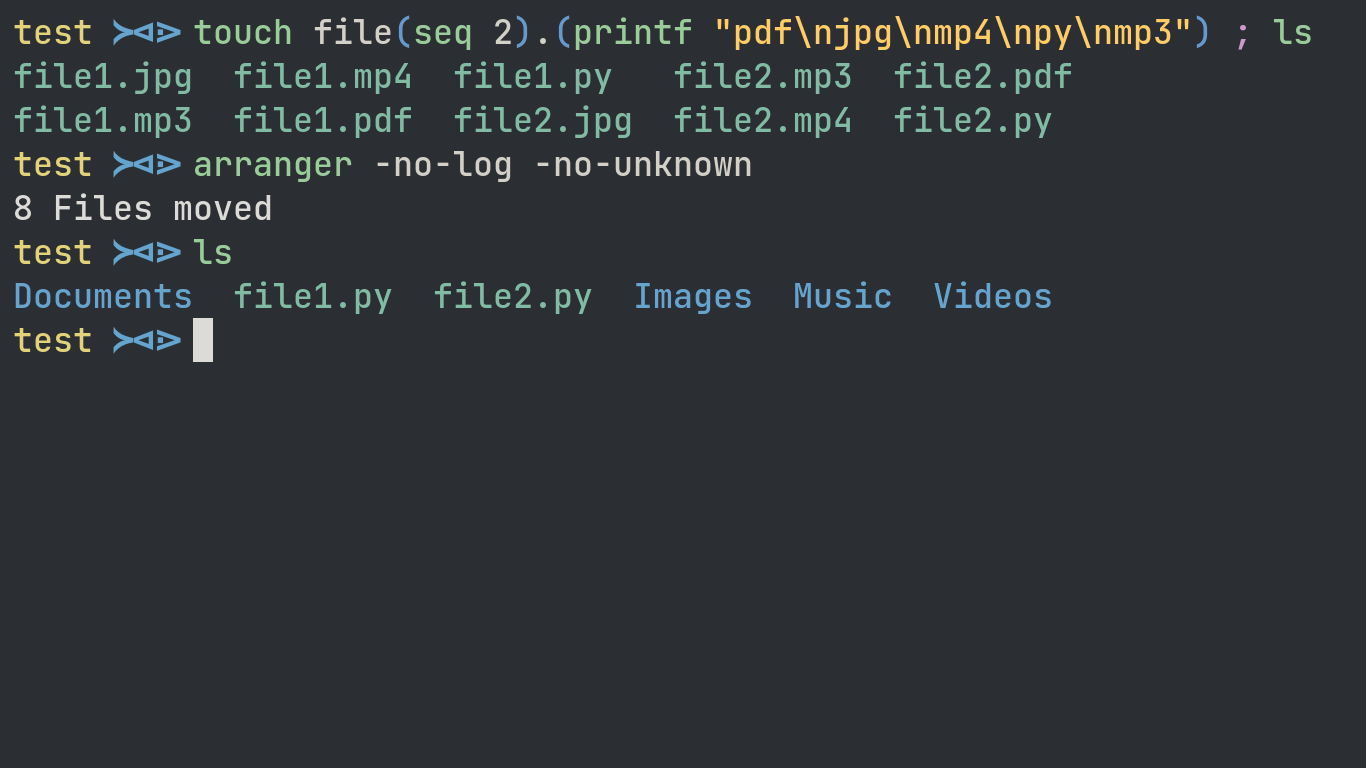 test ≻⊲⋗ touch file(seq 2).(printf "pdf\njpg\nmp4\npy\nmp3") ; ls
file1.jpg  file1.mp4  file1.py   file2.mp3  file2.pdf
file1.mp3  file1.pdf  file2.jpg  file2.mp4  file2.py
test ≻⊲⋗ arranger -no-log -no-unknown
8 Files moved
test ≻⊲⋗ ls
Documents  file1.py  file2.py  Images  Music  Videos
test ≻⊲⋗